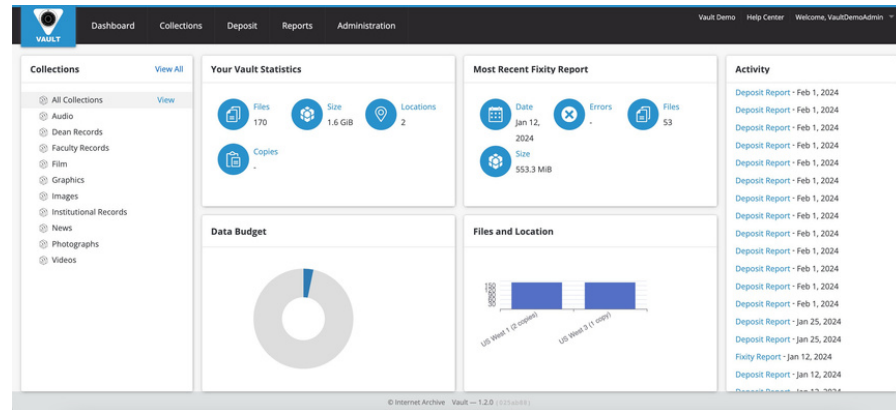 VAULT
Dashboard Collections Deposit Reports Administration
Vault Demo Help Center Welcome, VaultDemoAdmin
Collections View All
All Collections View
Audio
Dean Records
Faculty Records
Film
Graphics
Images
Institutional Records
News
Photographs
Videos
Your Vault Statistics
Files
170
Size
1.6 GiB
Locations
2
Copies
-
Most Recent Fixity Report
Date
Jan 12,
2024
Errors
-
Files
53
Size
553.3 MiB
Data Budget
Files and Location
150
US West 1 (2 copies)
US West 3 (1 copy)
Activity
Deposit Report - Feb 1, 2024
Deposit Report - Feb 1, 2024
Deposit Report - Feb 1, 2024
Deposit Report - Feb 1, 2024
Deposit Report - Feb 1, 2024
Deposit Report - Feb 1, 2024
Deposit Report - Feb 1, 2024
Deposit Report - Feb 1, 2024
Deposit Report - Feb 1, 2024
Deposit Report - Feb 1, 2024
Deposit Report - Feb 1, 2024
Deposit Report - Feb 1, 2024
Deposit Report - Feb 1, 2024
Deposit Report - Jan 25, 2024
Deposit Report - Jan 25, 2024
Fixity Report - Jan 12, 2024
Deposit Report - Jan 12, 2024
Deposit Report - Jan 12, 2024
© Internet Archive Vault — 1.2.0